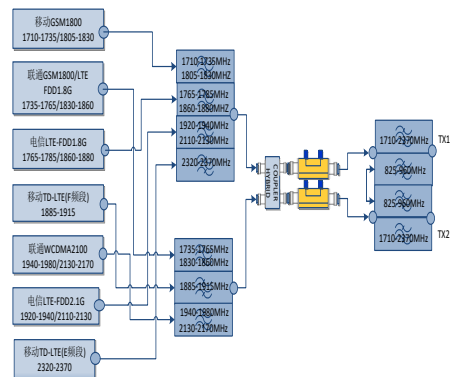 移动GSM1800
1710-1735/1805-1830
联通GSM1800/LTE
FDD1.8G
1735-1765/1830-1860
电信LTE-FDD1.8G
1765-1785/1860-1880
移动TD-LTE(F频段)
1885-1915
联通WCDMA2100
1940-1980/2130-2170
电信LTE-FDD2.1G
1920-1940/2110-2130
移动TD-LTE(E频段)
2320-2370
1710-1735MHz
1805-1830MHZ
1765-1785MHz
1860-1880MHZ
1920-1940MHz
2110-2130MHz
2320-2370MHz
1735-1765MHz
1830-1860MHz
1885-1915MHz
1940-1980MHz
2130-2170MHz
COUPLER
HYBRID
1710-2370MHz
825-960MHz
825-960MHz
1710-2370MHz
TX1
TX2